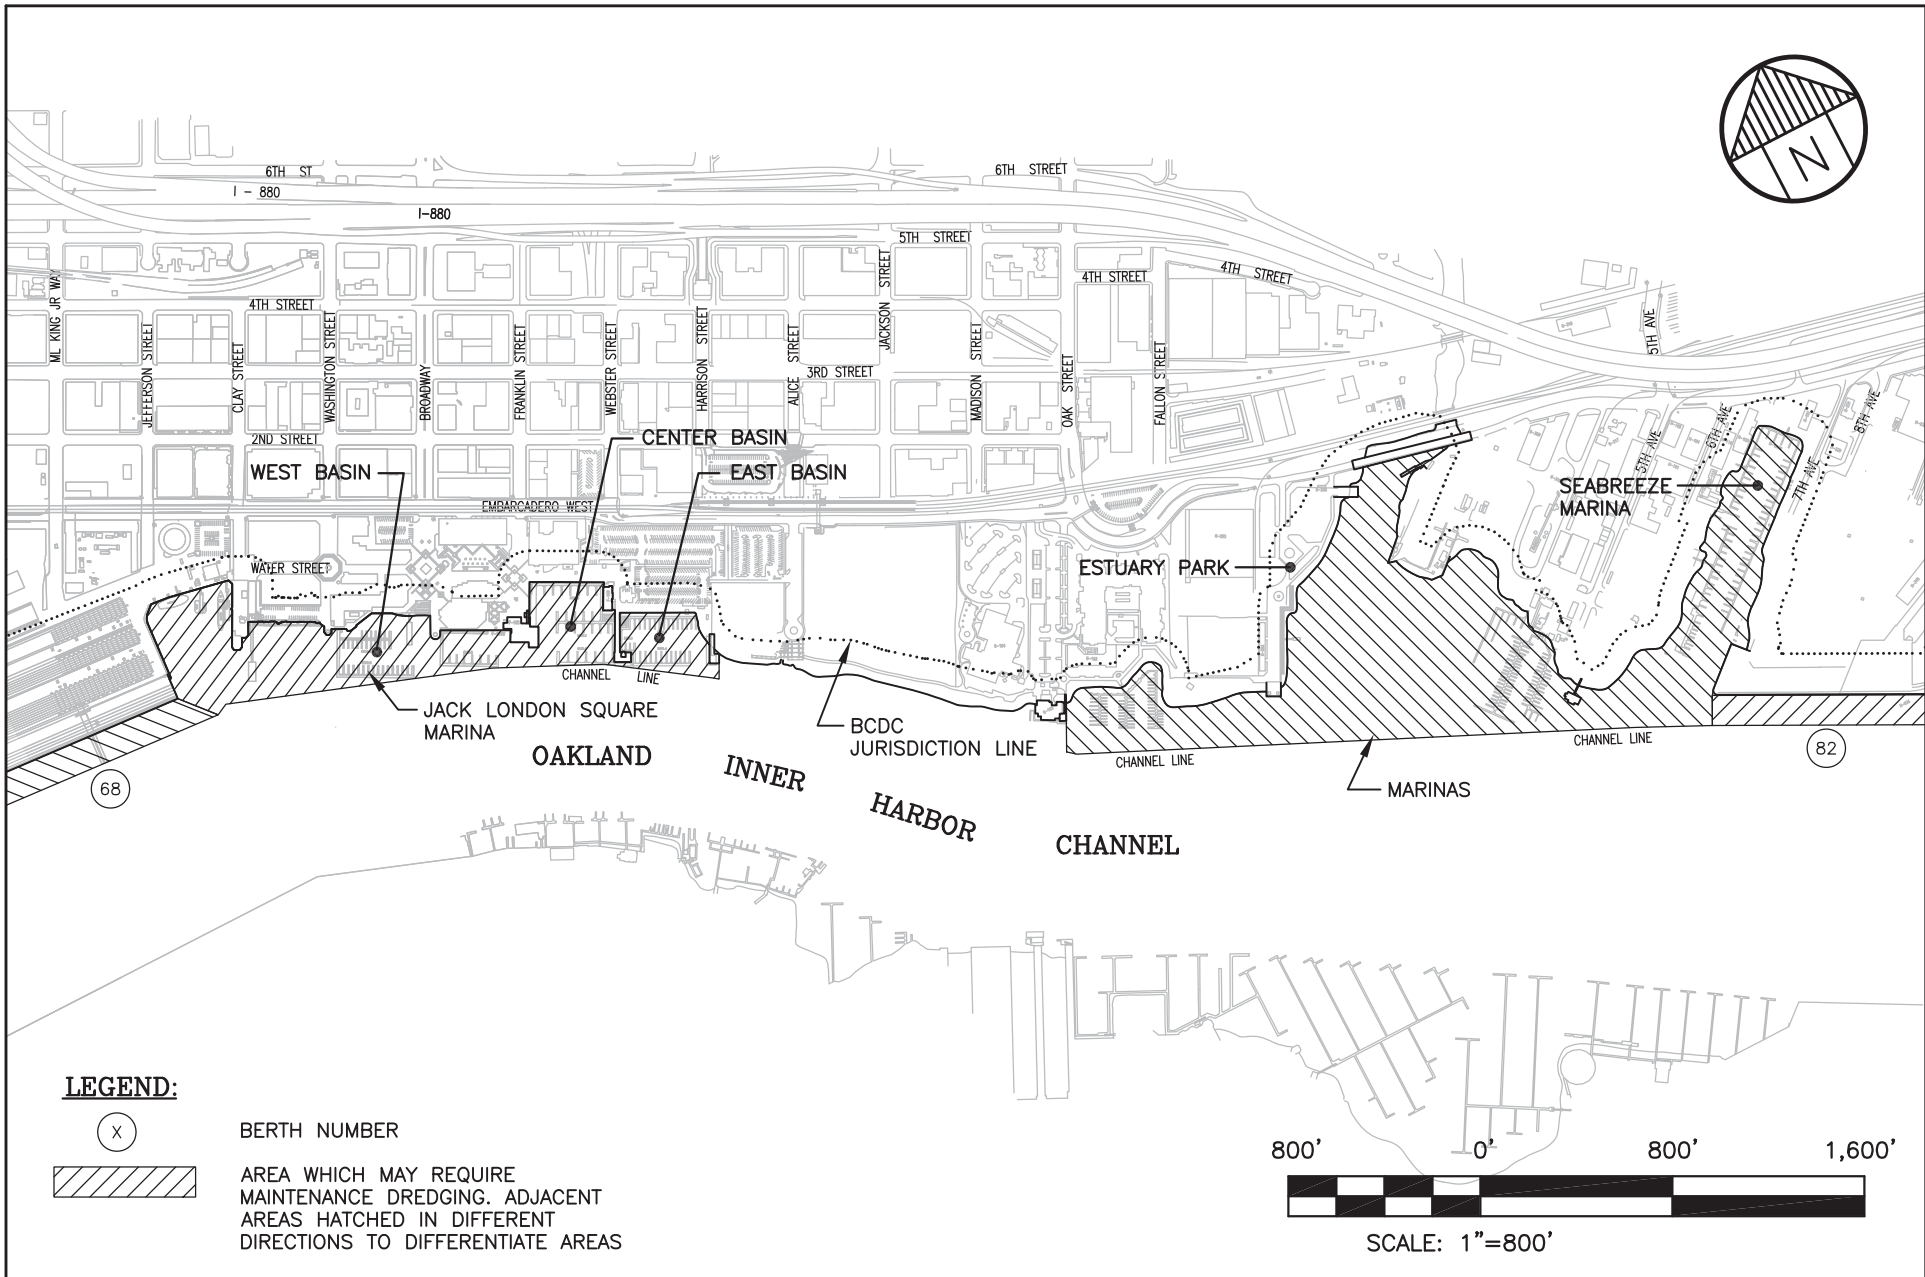 N
6TH ST
I - 880
I-880
6TH STREET
5TH STREET
4TH STREET
4TH STREET
4TH STREET
ML KING JR WAY
JEFFERSON STREET
CLAY STREET
WASHINGTON STREET
BROADWAY
FRANKLIN STREET
WEBSTER STREET
HARRISON STREET
ALICE STREET
JACKSON STREET
MADISON STREET
OAK STREET
FALLON STREET
5TH AVE
3RD STREET
2ND STREET
5TH AVE
6TH AVE
7TH AVE
8TH AVE
CENTER BASIN
WEST BASIN
EAST BASIN
EMBARCADERO WEST
WATER STREET
SEABREEZE
MARINA
ESTUARY PARK
CHANNEL LINE
JACK LONDON SQUARE
MARINA
BCDC
JURISDICTION LINE
CHANNEL LINE
CHANNEL LINE
MARINAS
68
82
OAKLAND INNER HARBOR CHANNEL
LEGEND:
X
BERTH NUMBER
AREA WHICH MAY REQUIRE
MAINTENANCE DREDGING. ADJACENT
AREAS HATCHED IN DIFFERENT
DIRECTIONS TO DIFFERENTIATE AREAS
800' 0' 800' 1,600'
SCALE: 1"=800'